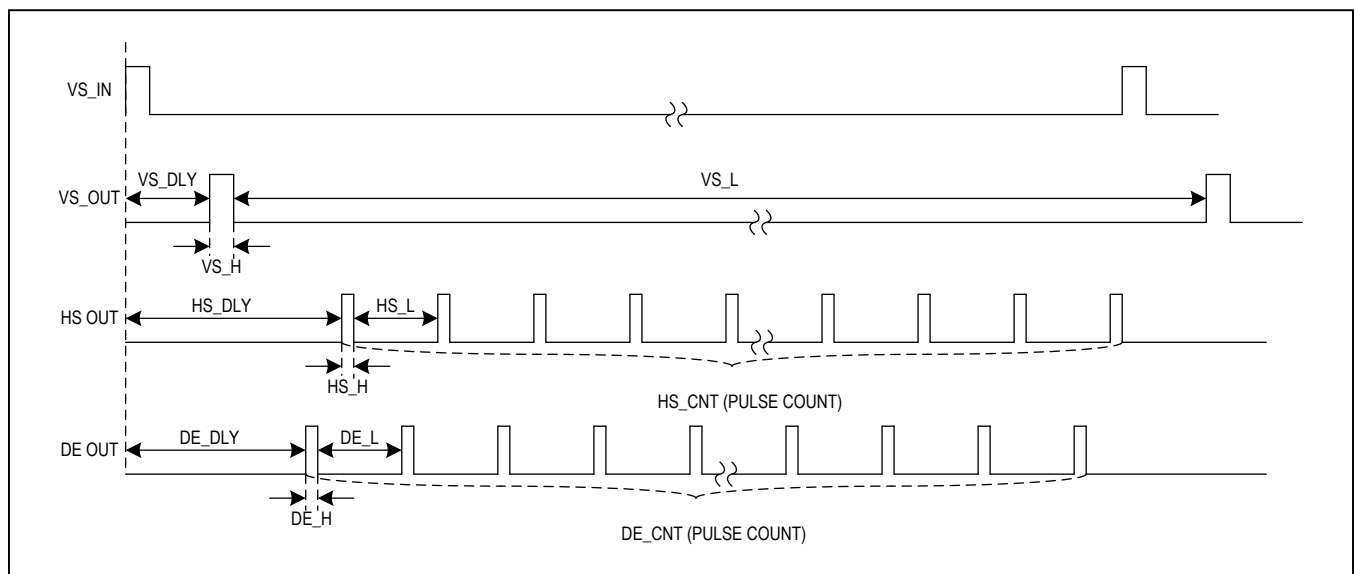 VS_IN
VS_OUT
VS_DLY
VS_L
VS_H
HS OUT
HS_DLY
HS_L
HS_H
HS_CNT (PULSE COUNT)
DE OUT
DE_DLY
DE_L
DE_H
DE_CNT (PULSE COUNT)